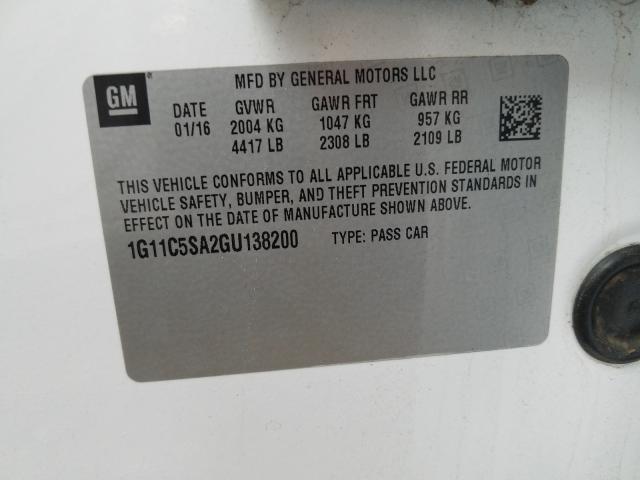 GM
MFD BY GENERAL MOTORS LLC
DATE GVWR GAWR FRT GAWR RR
01/16 2004 KG 1047 KG 957 KG
4417 LB 2308 LB 2109 LB
THIS VEHICLE CONFORMS TO ALL APPLICABLE U.S. FEDERAL MOTOR
VEHICLE SAFETY, BUMPER, AND THEFT PREVENTION STANDARDS IN
EFFECT ON THE DATE OF MANUFACTURE SHOWN ABOVE.
1G11C5SA2GU138200 TYPE: PASS CAR